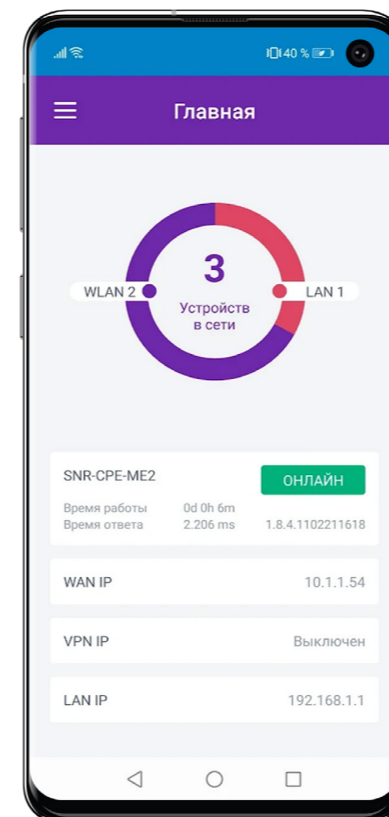 40 %
Главная
3
WLAN 2
LAN 1
Устройств
в сети
SNR-CPE-ME2
ОНЛАЙН
Время работы 0d 0h 6m
Время ответа 2.206 ms 1.8.4.1102211618
WAN IP 10.1.1.54
VPN IP Выключен
LAN IP 192.168.1.1